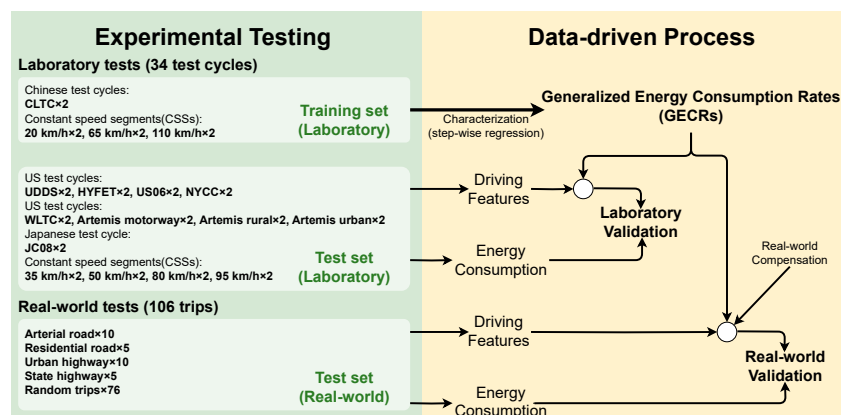 Experimental Testing
Laboratory tests (34 test cycles)
Chinese test cycles:
CLTC×2
Constant speed segments(CSSs):
20 km/h×2, 65 km/h×2, 110 km/h×2
Training set
(Laboratory)
US test cycles:
UDDS×2, HYFET×2, US06×2, NYCC×2
US test cycles:
WLTC×2, Artemis motorway×2, Artemis rural×2, Artemis urban×2
Japanese test cycle:
JC08×2
Constant speed segments(CSSs):
35 km/h×2, 50 km/h×2, 80 km/h×2, 95 km/h×2
Test set
(Laboratory)
Real-world tests (106 trips)
Arterial road×10
Residential road×5
Urban highway×10
State highway×5
Random trips×76
Test set
(Real-world)
Data-driven Process
Characterization
(step-wise regression)
Generalized Energy Consumption Rates
(GECRs)
Driving
Features
Laboratory
Validation
Energy
Consumption
Real-world
Compensation
Driving
Features
Real-world
Validation
Energy
Consumption